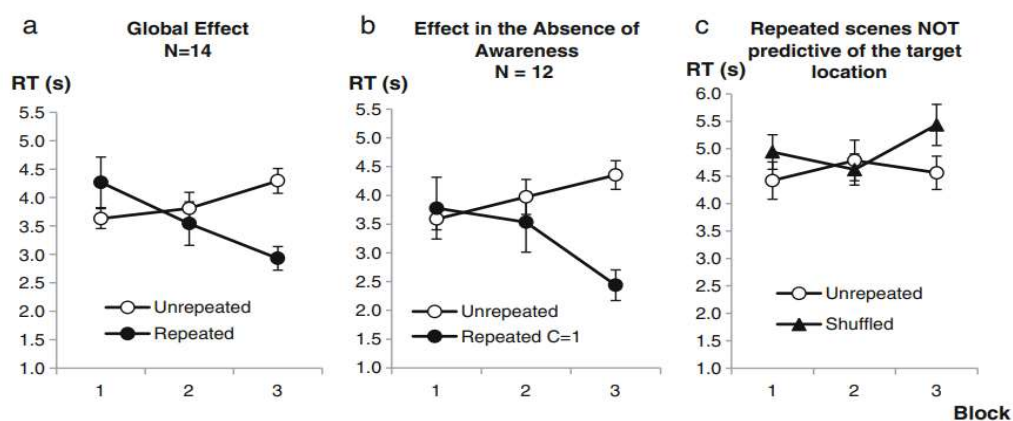 a
Global Effect
N=14
RT (s)
5.5
5.0
4.5
4.0
3.5
3.0
2.5
2.0
1.5
1.0
Unrepeated
Repeated
1 2 3
b
Effect in the Absence of
Awareness
N = 12
RT (s)
5.5
5.0
4.5
4.0
3.5
3.0
2.5
2.0
1.5
1.0
Unrepeated
Repeated C=1
1 2 3
c
Repeated scenes NOT
predictive of the target
location
RT (s)
6.0
5.5
5.0
4.5
4.0
3.5
3.0
2.5
2.0
1.5
1.0
Unrepeated
Shuffled
1 2 3
Block